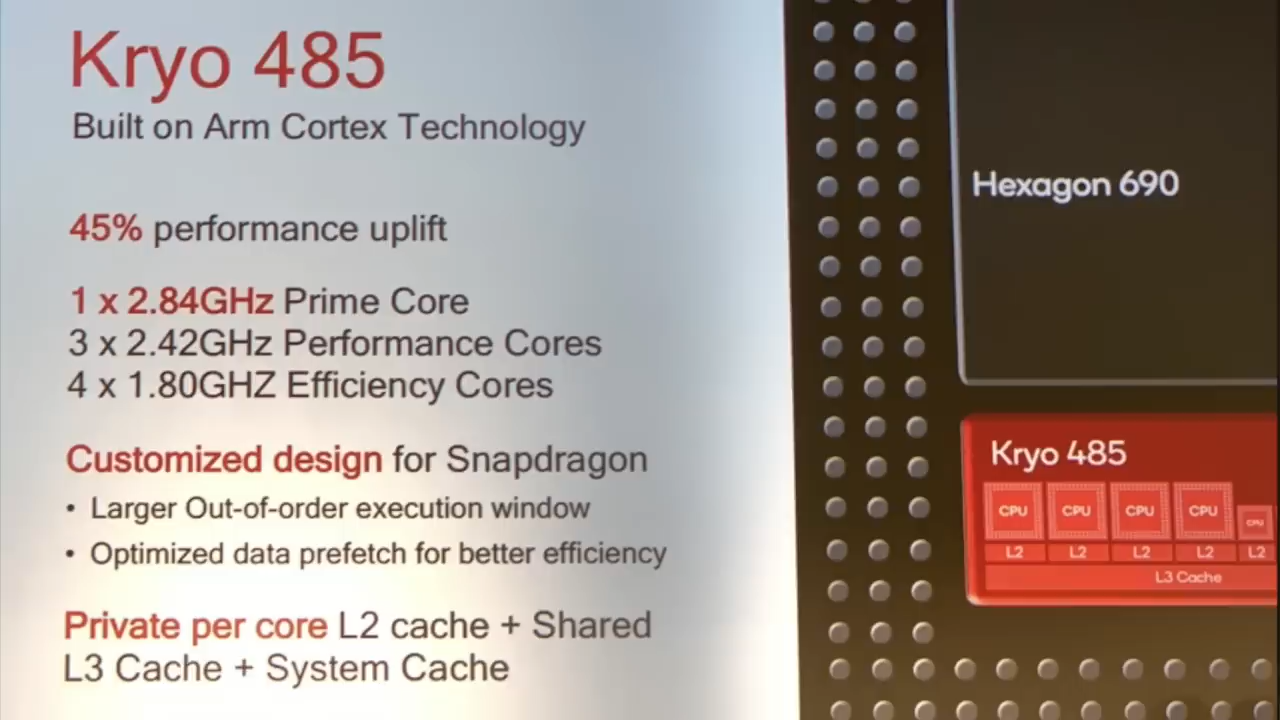 Kryo 485
Built on Arm Cortex Technology
45% performance uplift
1 x 2.84GHz Prime Core
3 x 2.42GHz Performance Cores
4 x 1.80GHZ Efficiency Cores
Customized design for Snapdragon
• Larger Out-of-order execution window
• Optimized data prefetch for better efficiency
Private per core L2 cache + Shared
L3 Cache + System Cache
Hexagon 690
Kryo 485
CPU CPU CPU CPU CPU
L2 L2 L2 L2 L2
L3 Cache